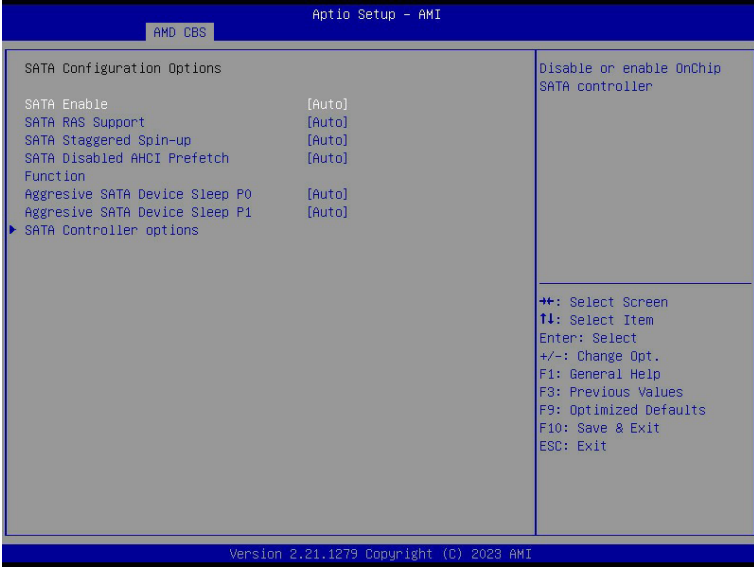 Aptio Setup - AMI
AMD CBS
SATA Configuration Options
SATA Enable [Auto]
SATA RAS Support [Auto]
SATA Staggered Spin-up [Auto]
SATA Disabled AHCI Prefetch [Auto]
Function
Aggresive SATA Device Sleep P0 [Auto]
Aggresive SATA Device Sleep P1 [Auto]
SATA Controller options
Disable or enable OnChip
SATA controller
→←: Select Screen
↑↓: Select Item
Enter: Select
+/-: Change Opt.
F1: General Help
F3: Previous Values
F9: Optimized Defaults
F10: Save & Exit
ESC: Exit
Version 2.21.1279 Copyright (C) 2023 AMI